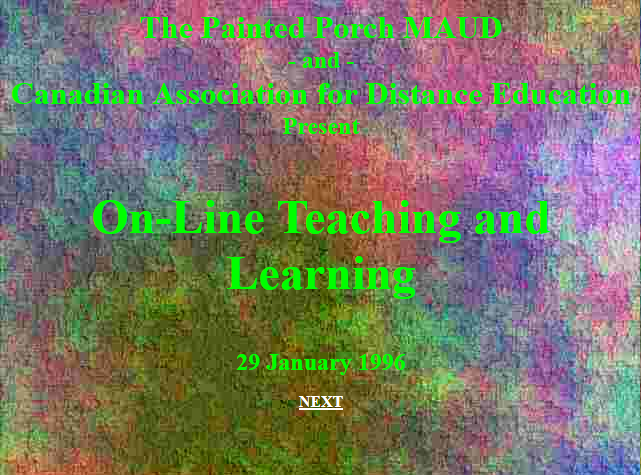 The Painted Porch MAUD
- and -
Canadian Association for Distance Education
Present
On-Line Teaching and
Learning
29 January 1996
NEXT